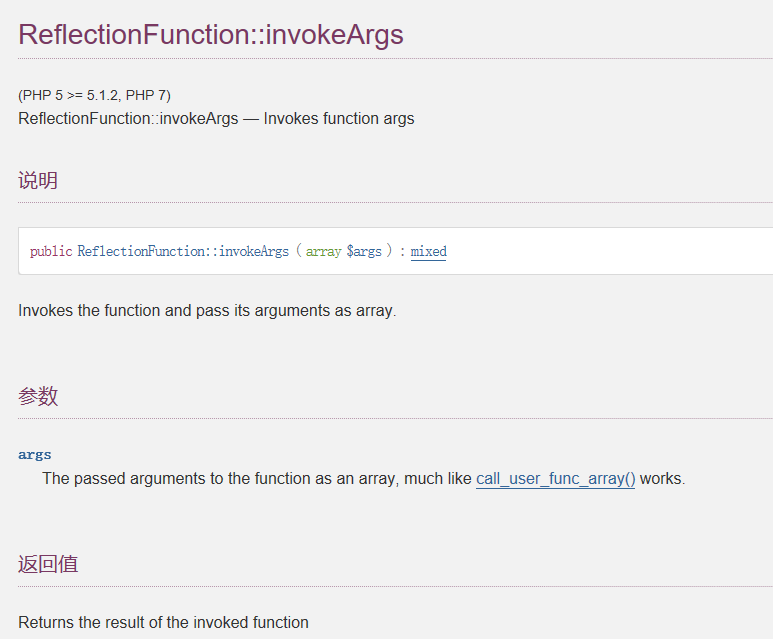 ReflectionFunction::invokeArgs
(PHP 5 >= 5.1.2, PHP 7)
ReflectionFunction::invokeArgs — Invokes function args
说明
public ReflectionFunction::invokeArgs ( array $args ) : mixed
Invokes the function and pass its arguments as array.
参数
args
The passed arguments to the function as an array, much like call_user_func_array() works.
返回值
Returns the result of the invoked function